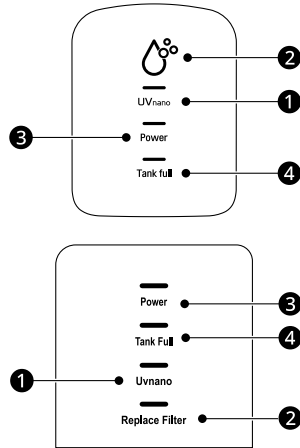 2
UVnano
1
3
Power
Tank full
4
Power
3
Tank Full
4
1
Uvnano
Replace Filter
2